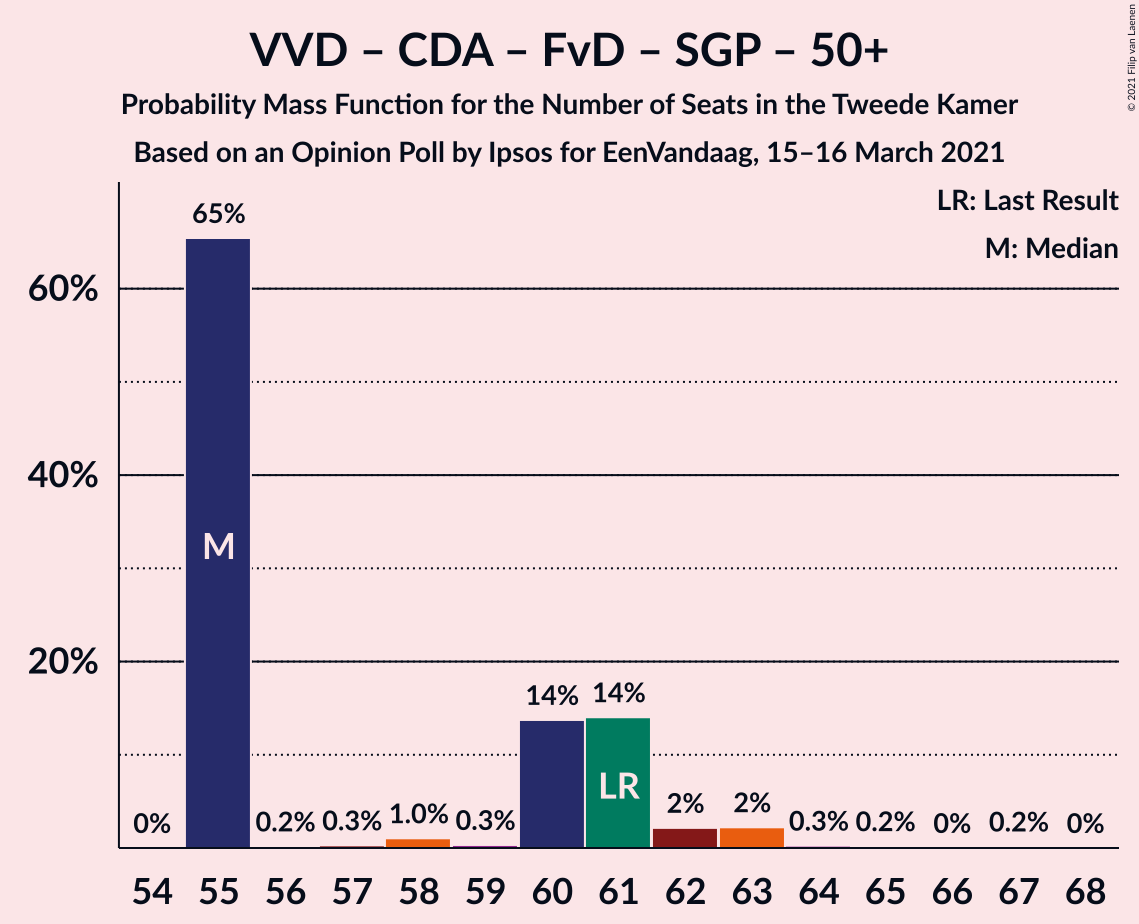 VVD – CDA – FvD – SGP – 50+
Probability Mass Function for the Number of Seats in the Tweede Kamer
Based on an Opinion Poll by Ipsos for EenVandaag, 15–16 March 2021
© 2021 Filip van Laenen
LR: Last Result
M: Median
60%
40%
20%
0% 65% 0.2% 0.3% 1.0% 0.3% 14% 14% 2% 2% 0.3% 0.2% 0% 0.2% 0%
M
LR
54 55 56 57 58 59 60 61 62 63 64 65 66 67 68